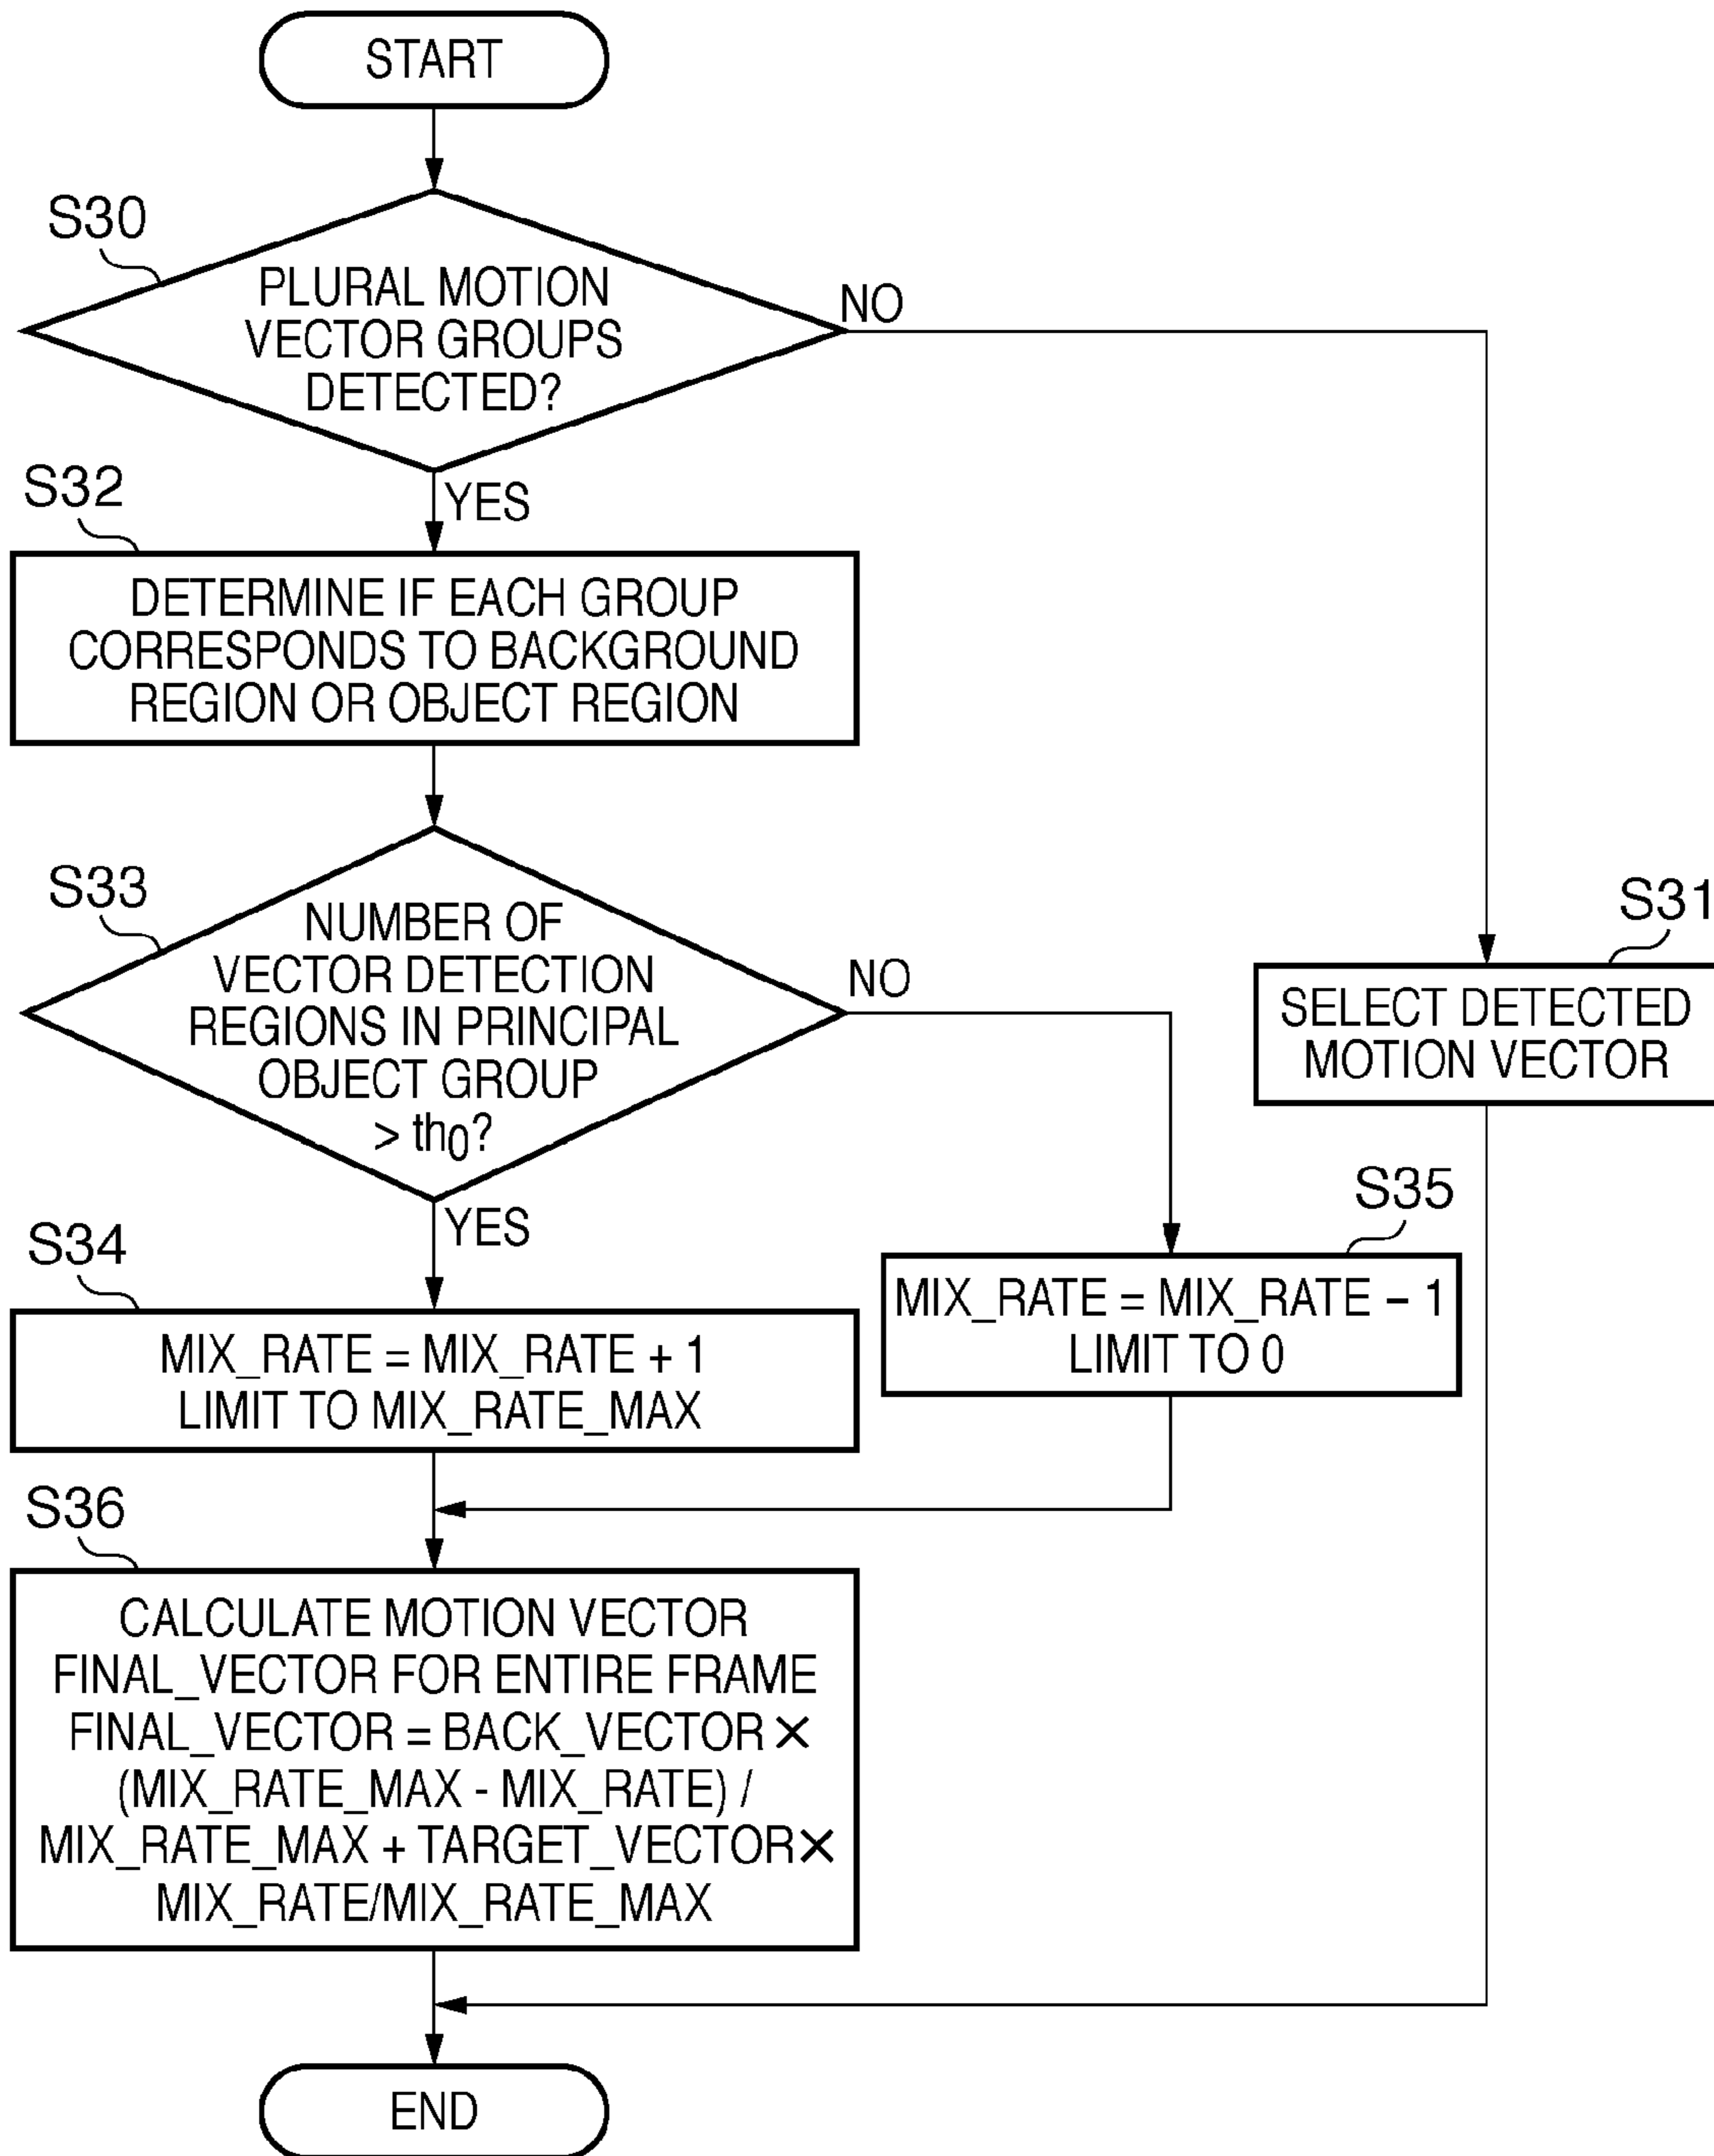 START
S30
PLURAL MOTION
VECTOR GROUPS
DETECTED?
NO
YES
S32
DETERMINE IF EACH GROUP
CORRESPONDS TO BACKGROUND
REGION OR OBJECT REGION
S33
NUMBER OF
VECTOR DETECTION
REGIONS IN PRINCIPAL
OBJECT GROUP
> th0?
NO
YES
S31
SELECT DETECTED
MOTION VECTOR
S35
MIX_RATE = MIX_RATE – 1
LIMIT TO 0
S34
MIX_RATE = MIX_RATE + 1
LIMIT TO MIX_RATE_MAX
S36
CALCULATE MOTION VECTOR
FINAL_VECTOR FOR ENTIRE FRAME
FINAL_VECTOR = BACK_VECTOR ×
(MIX_RATE_MAX - MIX_RATE) /
MIX_RATE_MAX + TARGET_VECTOR×
MIX_RATE/MIX_RATE_MAX
END